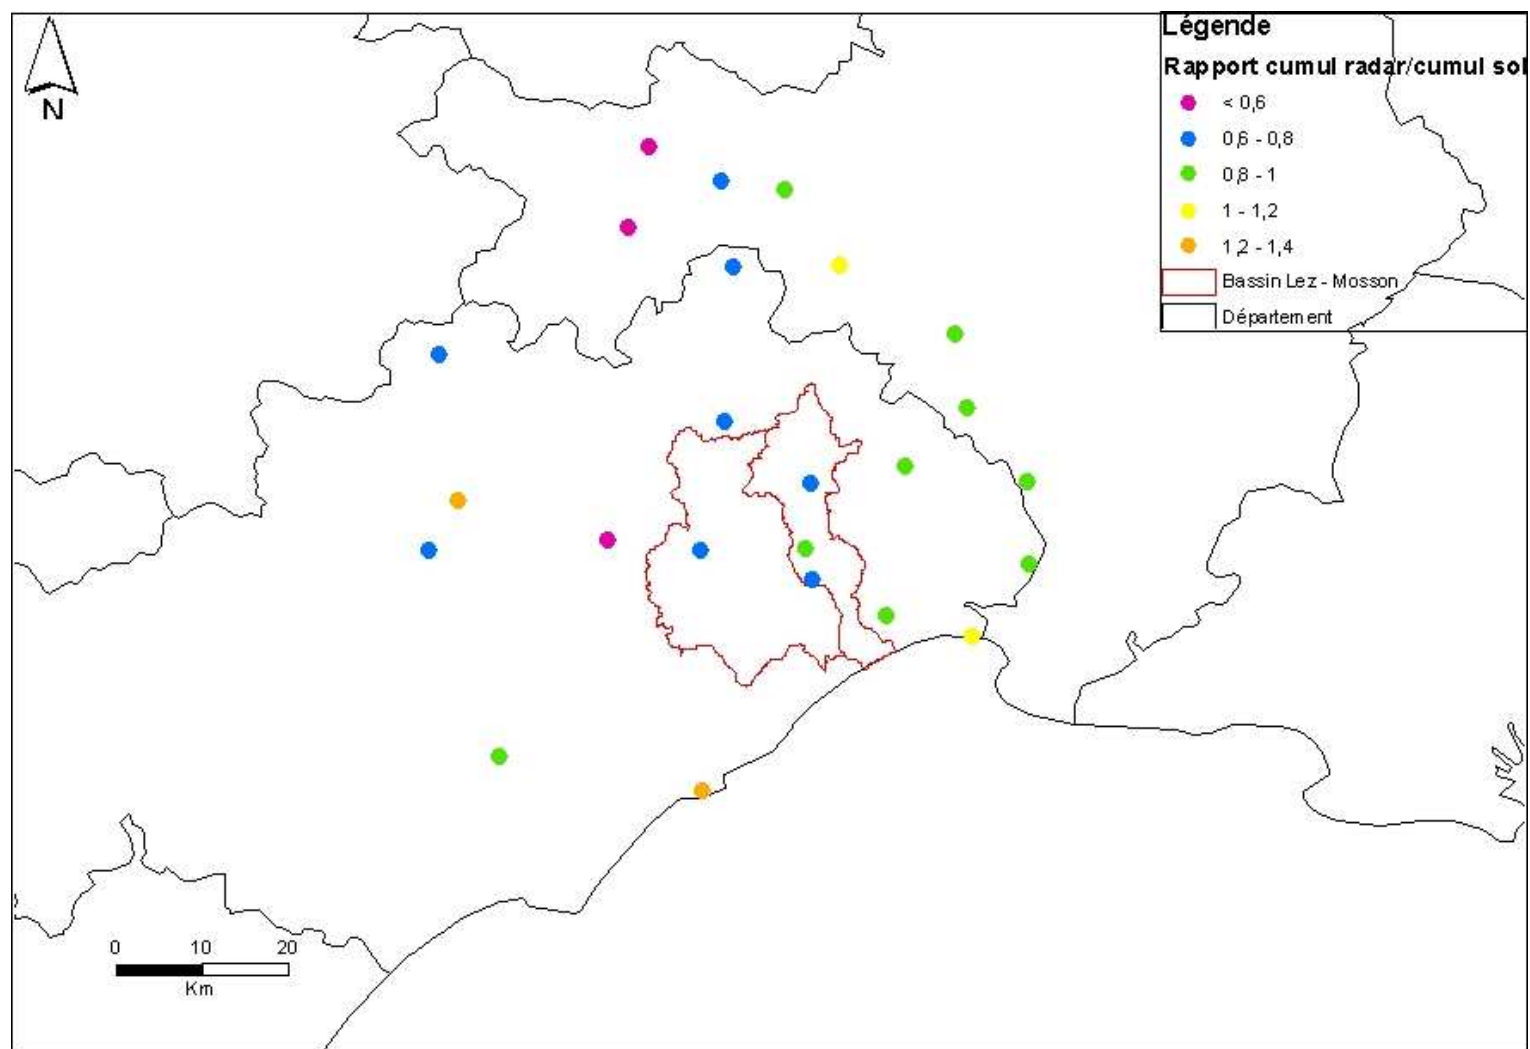 Légende
Rapport cumul radar/cumul sol
< 0,6
0,6 - 0,8
0,8 - 1
1 - 1,2
1,2 - 1,4
Bassin Lez - Mosson
Département
N
0 10 20
Km